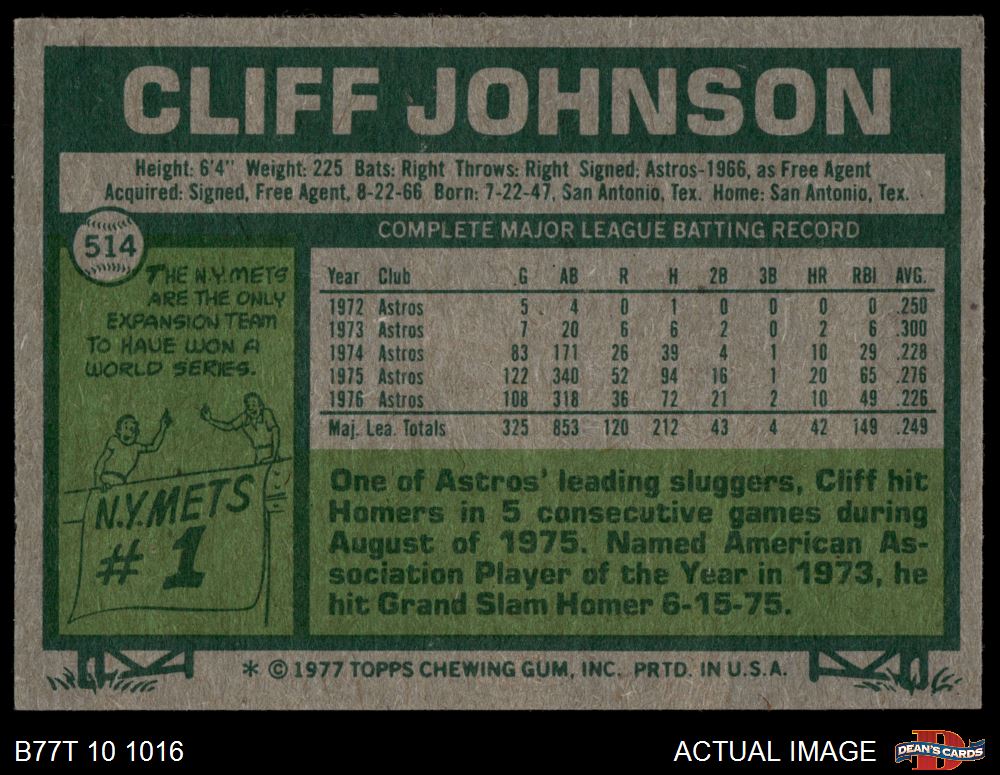 CLIFF JOHNSON
Height: 6'4" Weight: 225 Bats: Right Throws: Right Signed: Astros-1966, as Free Agent
Acquired: Signed, Free Agent, 8-22-66 Born: 7-22-47, San Antonio, Tex. Home: San Antonio, Tex.
514
THE N.Y. METS
ARE THE ONLY
EXPANSION TEAM
TO HAVE WON A
WORLD SERIES.
N.Y. METS
# 1
COMPLETE MAJOR LEAGUE BATTING RECORD
Year Club G AB R H 2B 3B HR RBI AVG.
1972 Astros 5 4 0 1 0 0 0 0 .250
1973 Astros 7 20 6 6 2 0 2 6 .300
1974 Astros 83 171 26 39 4 1 10 29 .228
1975 Astros 122 340 52 94 16 1 20 65 .276
1976 Astros 108 318 36 72 21 2 10 49 .226
Maj. Lea. Totals 325 853 120 212 43 4 42 149 .249
One of Astros' leading sluggers, Cliff hit
Homers in 5 consecutive games during
August of 1975. Named American As-
sociation Player of the Year in 1973, he
hit Grand Slam Homer 6-15-75.
* © 1977 TOPPS CHEWING GUM, INC. PRTD. IN U.S.A.
B77T 10 1016
ACTUAL IMAGE
D
DEAN'S CARDS